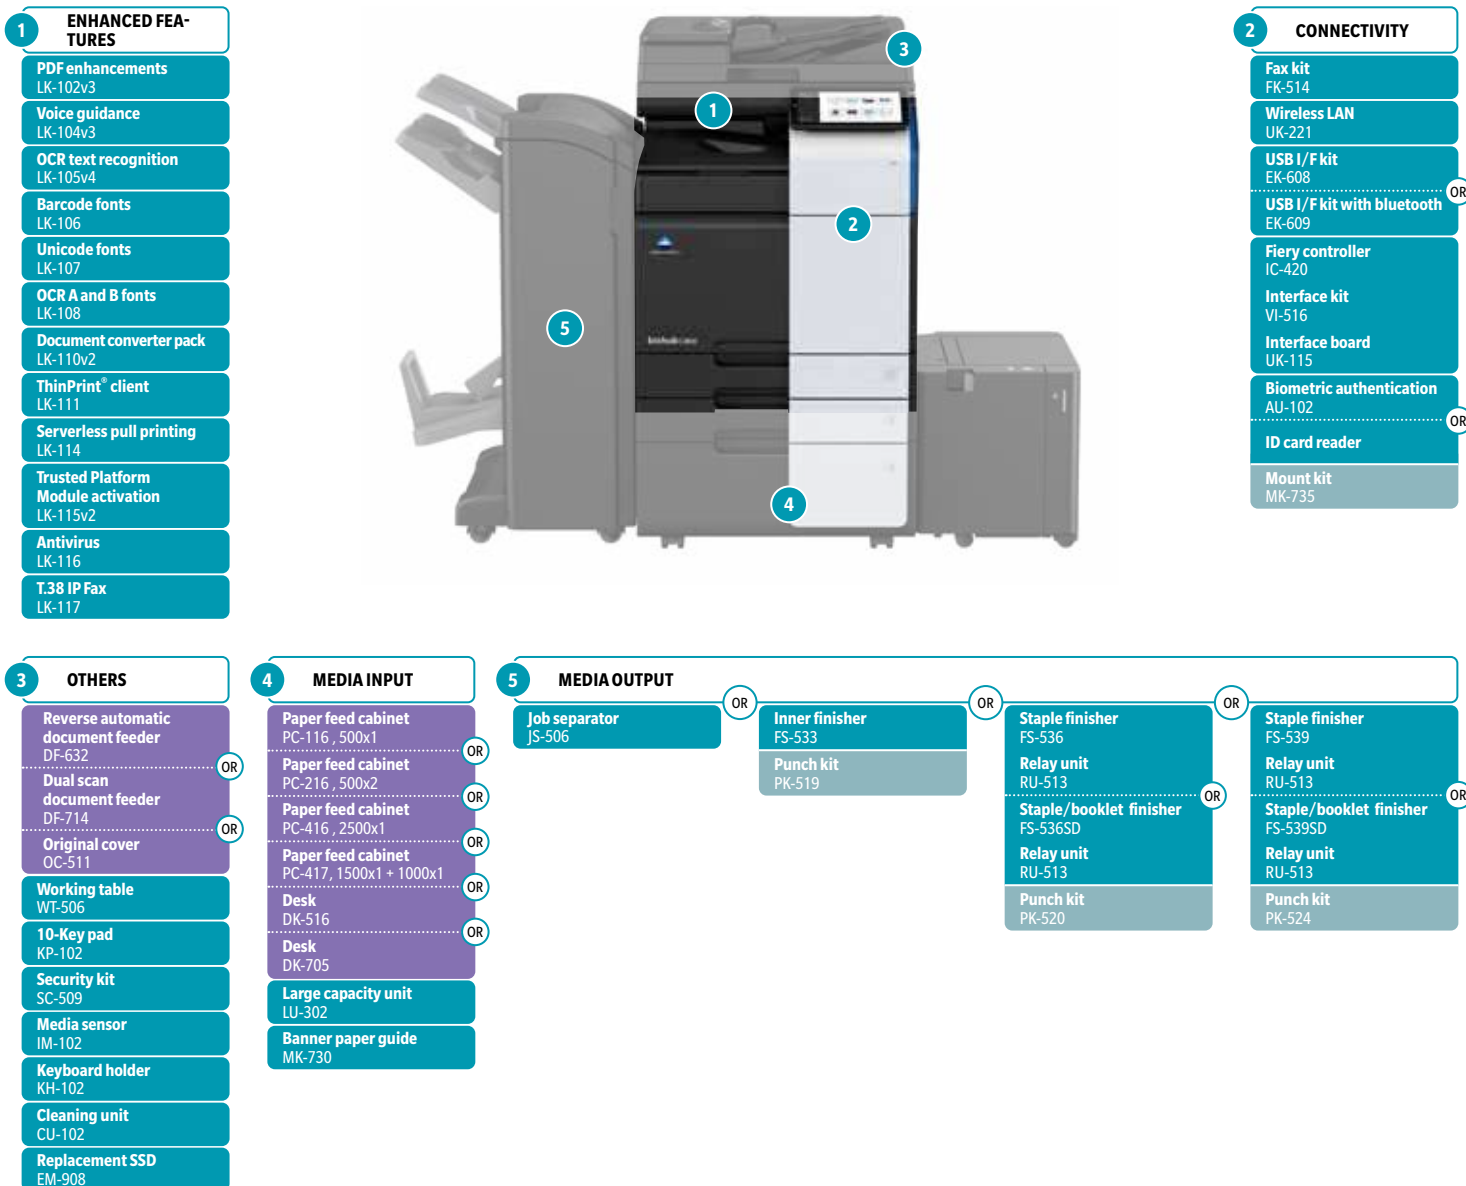 1
ENHANCED FEA-
TURES
PDF enhancements
LK-102v3
Voice guidance
LK-104v3
OCR text recognition
LK-105v4
Barcode fonts
LK-106
Unicode fonts
LK-107
OCR A and B fonts
LK-108
Document converter pack
LK-110v2
ThinPrint® client
LK-111
Serverless pull printing
LK-114
Trusted Platform
Module activation
LK-115v2
Antivirus
LK-116
T.38 IP Fax
LK-117
1
2
3
4
5
2
CONNECTIVITY
Fax kit
FK-514
Wireless LAN
UK-221
USB I/F kit
EK-608
OR
USB I/F kit with bluetooth
EK-609
Fiery controller
IC-420
Interface kit
VI-516
Interface board
UK-115
Biometric authentication
AU-102
OR
ID card reader
Mount kit
MK-735
3
OTHERS
Reverse automatic
document feeder
DF-632
OR
Dual scan
document feeder
DF-714
OR
Original cover
OC-511
Working table
WT-506
10-Key pad
KP-102
Security kit
SC-509
Media sensor
IM-102
Keyboard holder
KH-102
Cleaning unit
CU-102
Replacement SSD
EM-908
4
MEDIA INPUT
Paper feed cabinet
PC-116 , 500x1
OR
Paper feed cabinet
PC-216 , 500x2
OR
Paper feed cabinet
PC-416 , 2500x1
OR
Paper feed cabinet
PC-417, 1500x1 + 1000x1
OR
Desk
DK-516
OR
Desk
DK-705
Large capacity unit
LU-302
Banner paper guide
MK-730
5
MEDIA OUTPUT
Job separator
JS-506
OR
Inner finisher
FS-533
Punch kit
PK-519
OR
Staple finisher
FS-536
Relay unit
RU-513
OR
Staple/booklet finisher
FS-536SD
Relay unit
RU-513
Punch kit
PK-520
OR
Staple finisher
FS-539
Relay unit
RU-513
OR
Staple/booklet finisher
FS-539SD
Relay unit
RU-513
Punch kit
PK-524